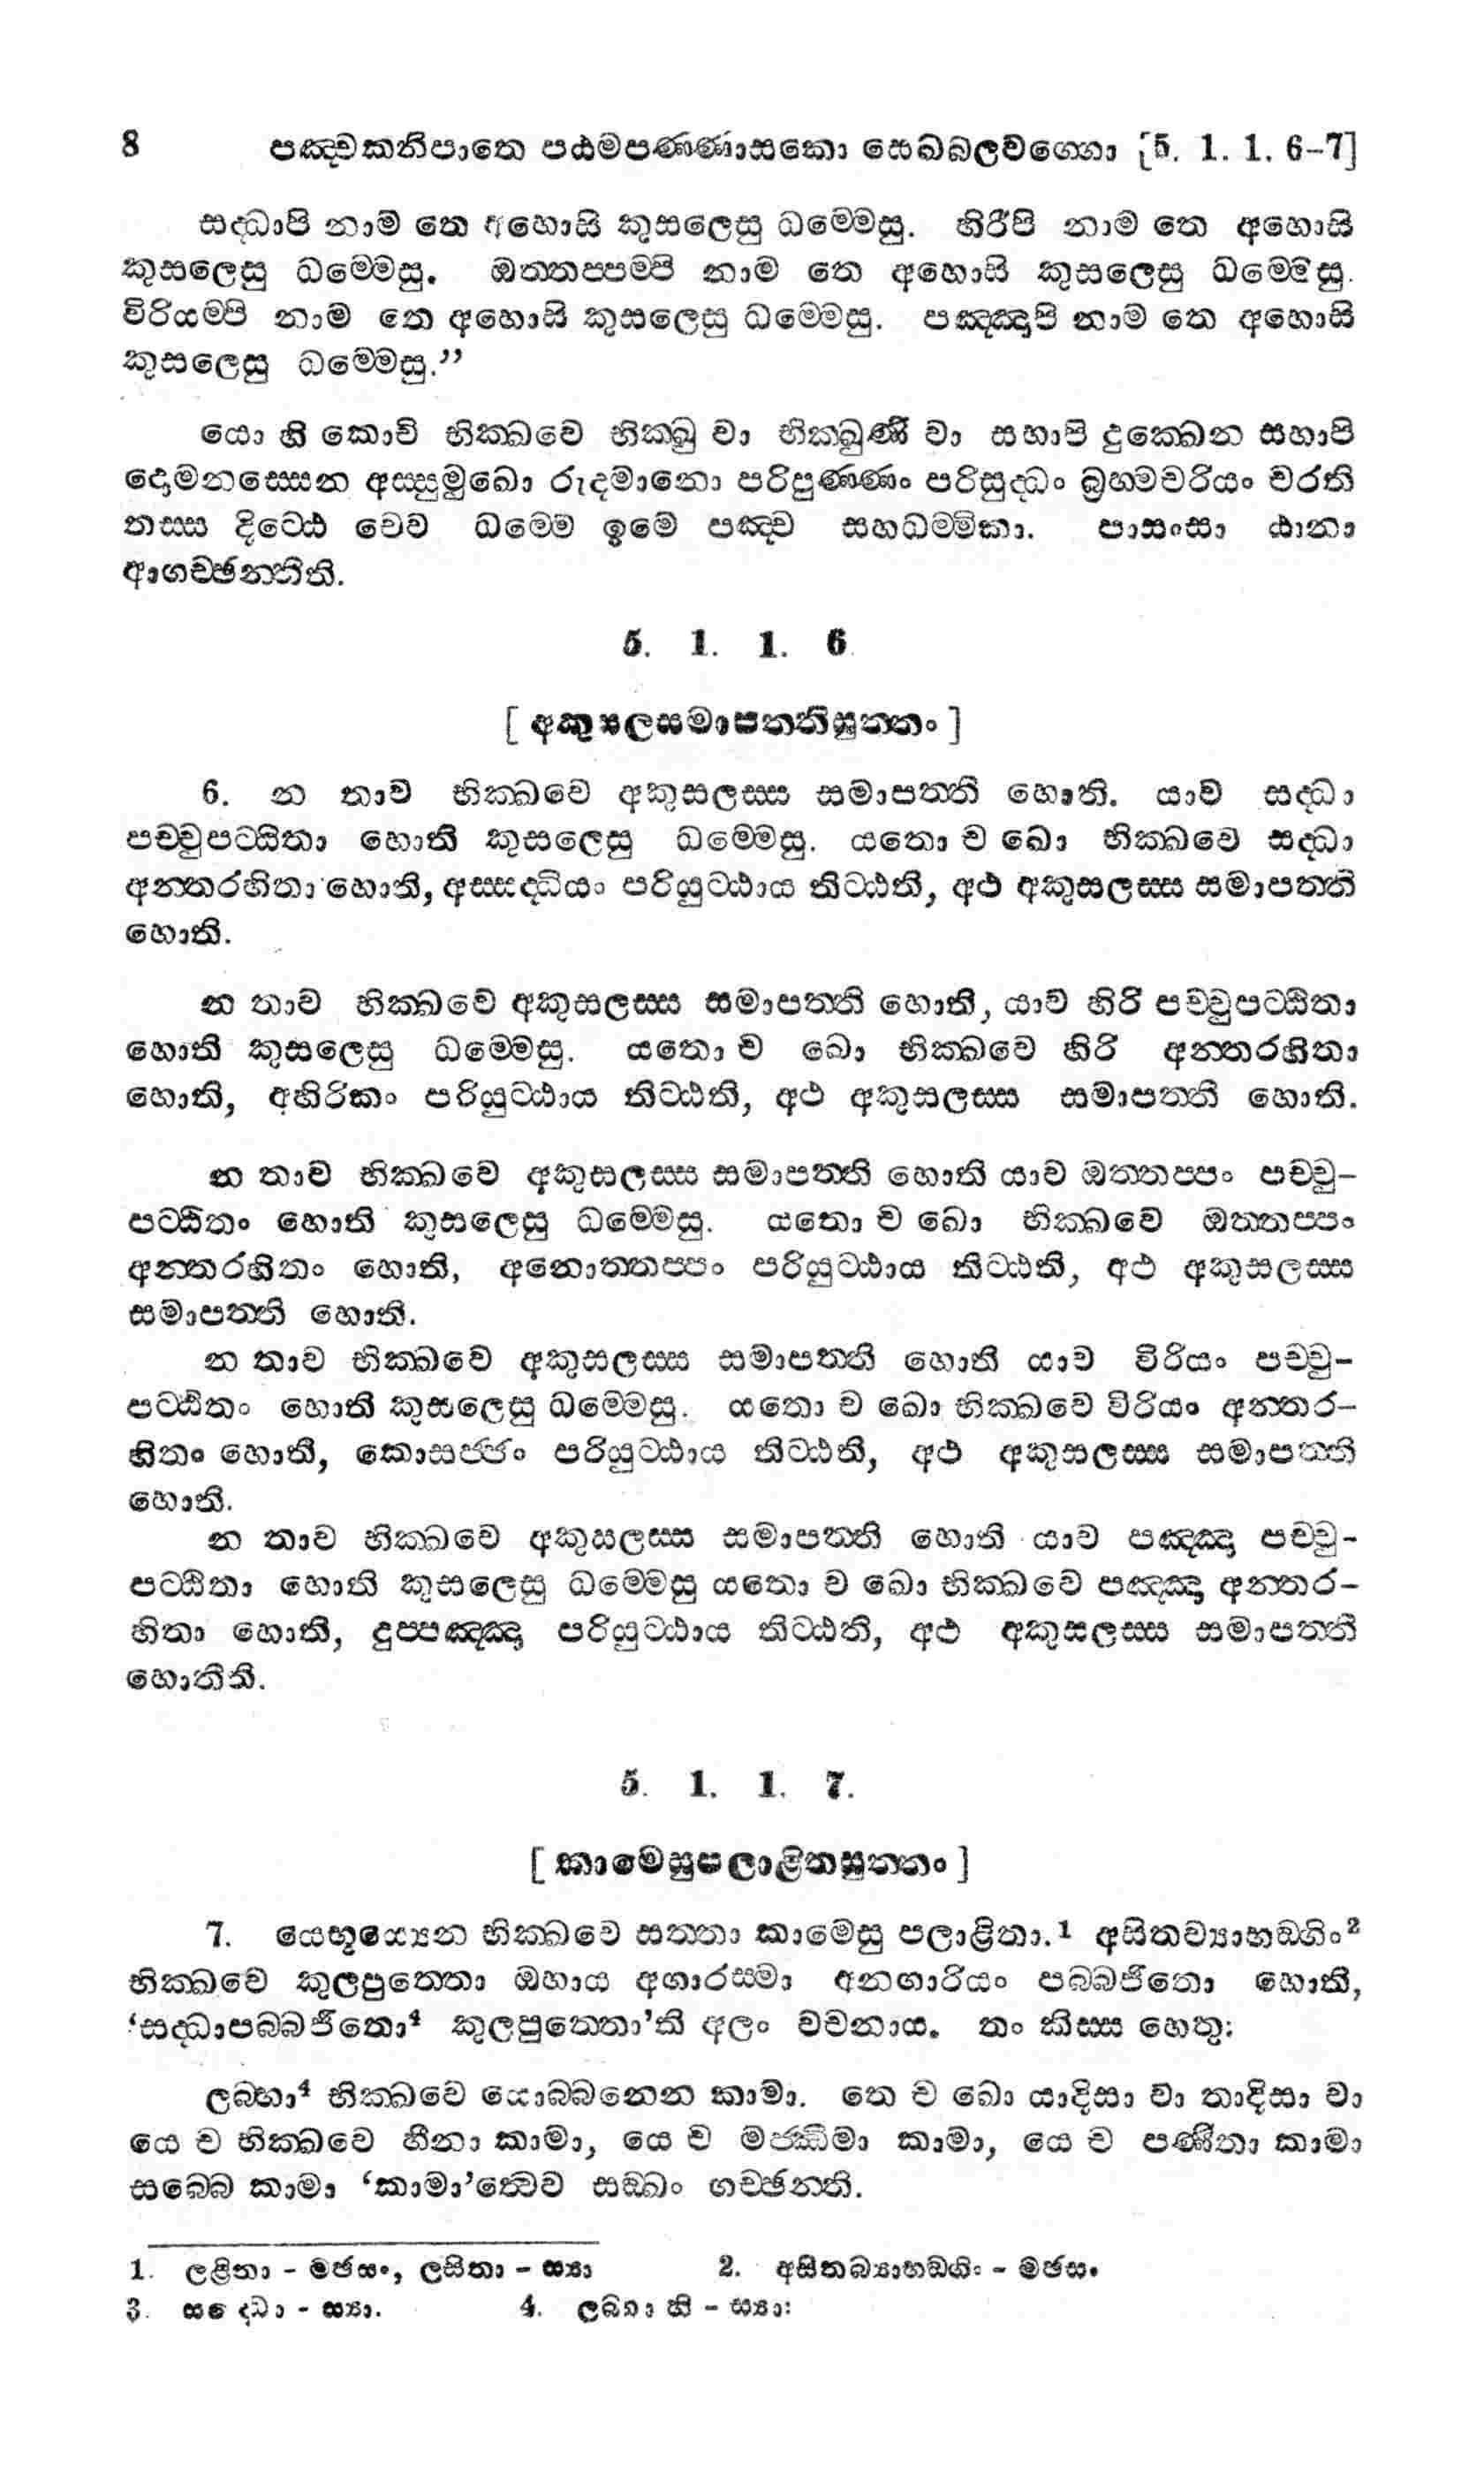 8 පඤ්චකනිපාතෙ පඨමපණ්ණාසකො සෙඛබලවග්ගො [5. 1. 1. 6-7]
සද්ධාපි නාම තෙ අහොසි කුසලෙසු ධම්මෙසු. හිරීපි නාම තෙ අහොසි
කුසලෙසු ධම්මෙසු. ඔත්තප්පම්පි නාම තෙ අහොසි කුසලෙසු ධම්මෙසු.
විරියම්පි නාම තෙ අහොසි කුසලෙසු ධම්මෙසු. පඤ්ඤාපි නාම තෙ අහොසි
කුසලෙසු ධම්මෙසු.”
යො හි කොචි භික්ඛවෙ භික්ඛු වා භික්ඛුණී වා සහාපි දුක්ඛෙන සහාපි
දොමනස්සෙන අස්සුමුඛො රුදමානො පරිපුණ්ණං පරිසුද්ධං බ්‍රහ්මචරියං චරති
තස්ස දිට්ඨෙ චෙව ධම්මෙ ඉමෙ පඤ්ච සහධම්මිකා. පාසංසා ඨානා
ආගච්ඡන්තීති.
5. 1. 1. 6
[ අකුසලසමාපත්තිසුත්තං ]
6. න තාව භික්ඛවෙ අකුසලස්ස සමාපත්ති හොති. යාව සද්ධා
පච්චුපට්ඨිතා හොති කුසලෙසු ධම්මෙසු. යතො ච ඛො භික්ඛවෙ සද්ධා
අන්තරහිතා හොති, අස්සද්ධියං පරියුට්ඨාය තිට්ඨති, අථ අකුසලස්ස සමාපත්ති
හොති.
න තාව භික්ඛවෙ අකුසලස්ස සමාපත්ති හොති, යාව හිරි පච්චුපට්ඨිතා
හොති කුසලෙසු ධම්මෙසු. යතො ච ඛො භික්ඛවෙ හිරි අන්තරහිතා
හොති, අහිරිකං පරියුට්ඨාය තිට්ඨති, අථ අකුසලස්ස සමාපත්ති හොති.
න තාව භික්ඛවෙ අකුසලස්ස සමාපත්ති හොති යාව ඔත්තප්පං පච්චු-
පට්ඨිතං හොති කුසලෙසු ධම්මෙසු. යතො ච ඛො භික්ඛවෙ ඔත්තප්පං
අන්තරහිතං හොති, අනොත්තප්පං පරියුට්ඨාය තිට්ඨති, අථ අකුසලස්ස
සමාපත්ති හොති.
න තාව භික්ඛවෙ අකුසලස්ස සමාපත්ති හොති යාව විරියං පච්චු-
පට්ඨිතං හොති කුසලෙසු ධම්මෙසු. යතො ච ඛො භික්ඛවෙ විරියං අන්තර-
හිතං හොති, කොසජ්ජං පරියුට්ඨාය තිට්ඨති, අථ අකුසලස්ස සමාපත්ති
හොති.
න තාව භික්ඛවෙ අකුසලස්ස සමාපත්ති හොති යාව පඤ්ඤා පච්චු-
පට්ඨිතා හොති කුසලෙසු ධම්මෙසු යතො ච ඛො භික්ඛවෙ පඤ්ඤා අන්තර-
හිතා හොති, දුප්පඤ්ඤා පරියුට්ඨාය තිට්ඨති, අථ අකුසලස්ස සමාපත්ති
හොතීති.
5. 1. 1. 7.
[ කාමෙසුපලාළිතසුත්තං ]
7. යෙභුය්‍යෙන භික්ඛවෙ සත්තා කාමෙසු පලාළිතා.1 අසිතව්‍යාභඞ්ගිං2
භික්ඛවෙ කුලපුත්තො ඔහාය අගාරස්මා අනගාරියං පබ්බජිතො හොති,
‘සද්ධාපබ්බජිතො4 කුලපුත්තො’ති අලං වචනාය. තං කිස්ස හෙතු:
ලබ්භා4 භික්ඛවෙ යොබ්බනෙන කාමා. තෙ ච ඛො යාදිසා වා තාදිසා වා
යෙ ච භික්ඛවෙ හීනා කාමා, යෙ ච මජ්ඣිමා කාමා, යෙ ච පණීතා කාමා
සබ්බෙ කාමා ‘කාමා’ත්වෙව සඞ්ඛං ගච්ඡන්ති.
1. ලළිතා - මඡසං, ලසිතා - ස්‍යා 2. අසිතබ්‍යාභඞ්ගිං - මඡසං
3. සද්ධා - ස්‍යා. 4. ලබ්භා හි - ස්‍යා: